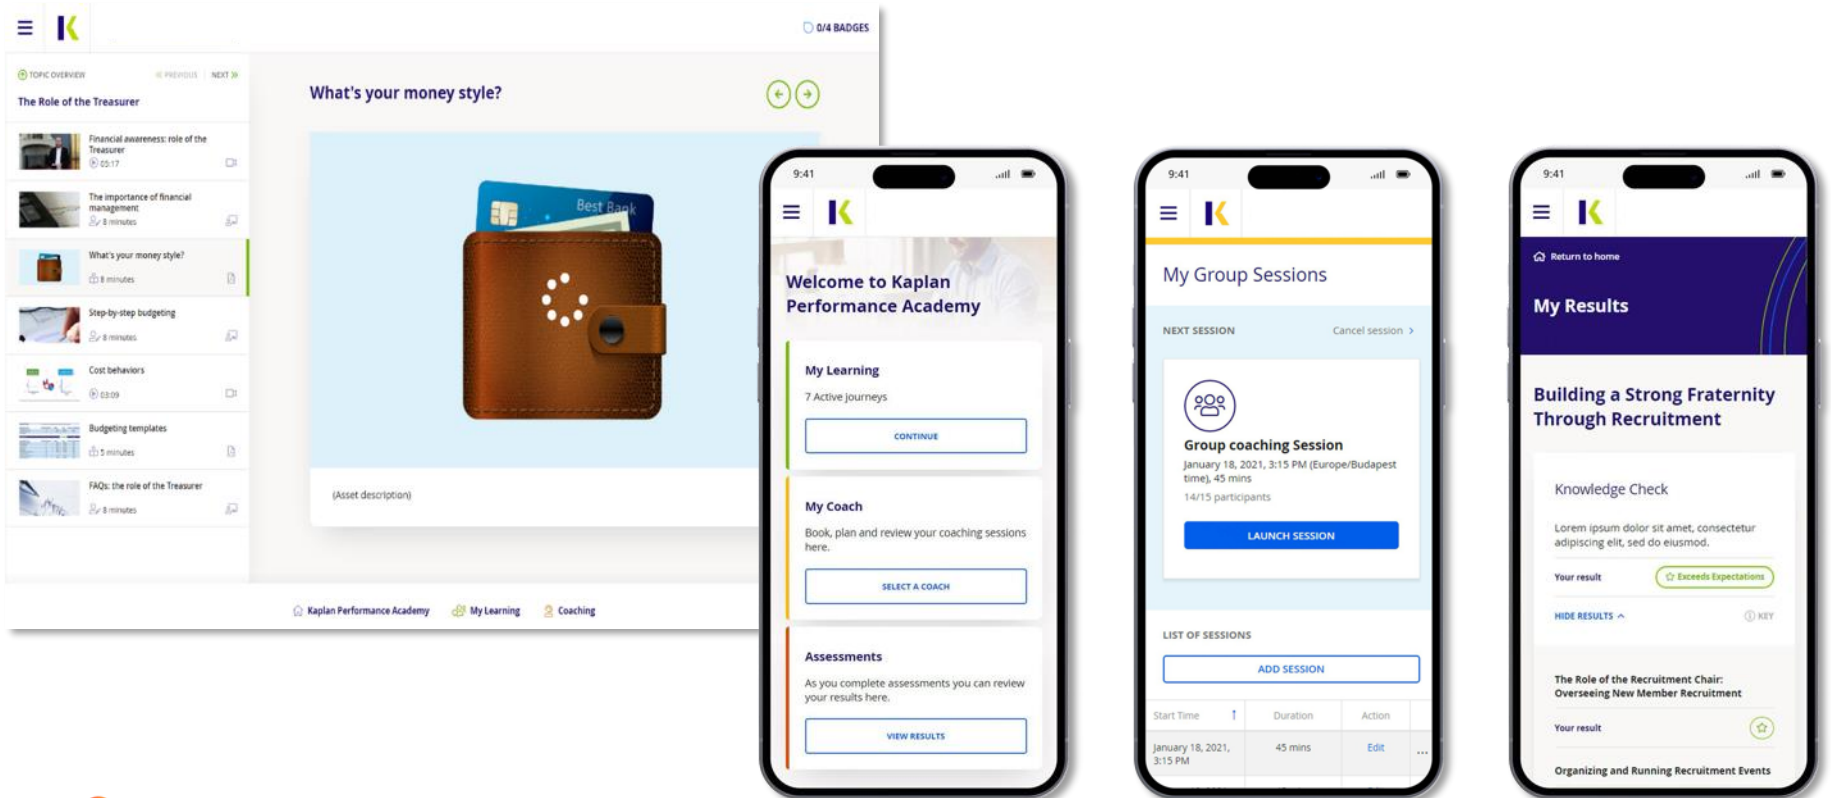 0/4 BADGES
TOPIC OVERVIEW
PREVIOUS
NEXT
The Role of the Treasurer
Financial awareness: role of the
Treasurer
05:17
The importance of financial
management
8 minutes
What's your money style?
8 minutes
Step-by-step budgeting
8 minutes
Cost behaviors
03:09
Budgeting templates
5 minutes
FAQs: the role of the Treasurer
8 minutes
What's your money style?
Best Bank
(Asset description)
Kaplan Performance Academy
My Learning
Coaching
9:41
Welcome to Kaplan
Performance Academy
My Learning
7 Active journeys
CONTINUE
My Coach
Book, plan and review your coaching sessions
here.
SELECT A COACH
Assessments
As you complete assessments you can review
your results here.
VIEW RESULTS
9:41
My Group Sessions
NEXT SESSION
Cancel session >
Group coaching Session
January 18, 2021, 3:15 PM (Europe/Budapest
time), 45 mins
14/15 participants
LAUNCH SESSION
LIST OF SESSIONS
ADD SESSION
Start Time ↑ Duration Action
January 18, 2021, 45 mins Edit ...
3:15 PM
9:41
Return to home
My Results
Building a Strong Fraternity
Through Recruitment
Knowledge Check
Lorem ipsum dolor sit amet, consectetur
adipiscing elit, sed do eiusmod.
Your result
Exceeds Expectations
HIDE RESULTS
KEY
The Role of the Recruitment Chair:
Overseeing New Member Recruitment
Your result
Organizing and Running Recruitment Events